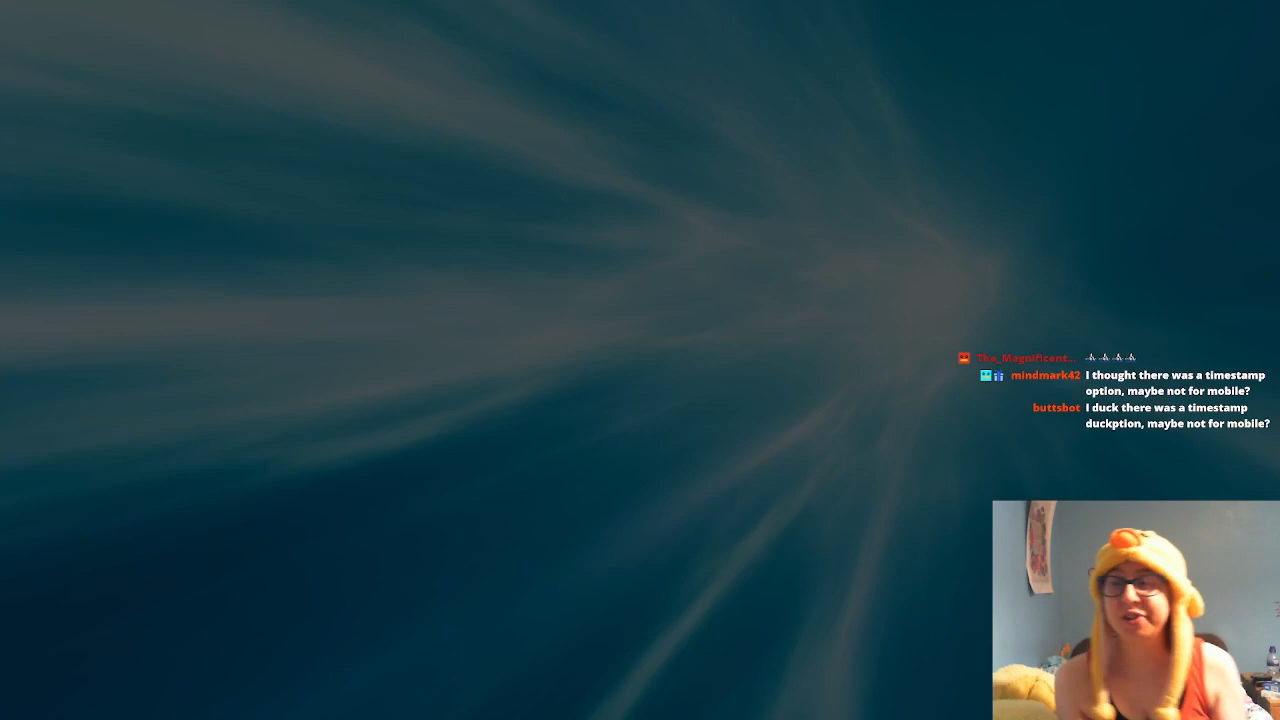 The_Magnificent...
mindmark42 I thought there was a timestamp
option, maybe not for mobile?
buttsbot I duck there was a timestamp
duckption, maybe not for mobile?